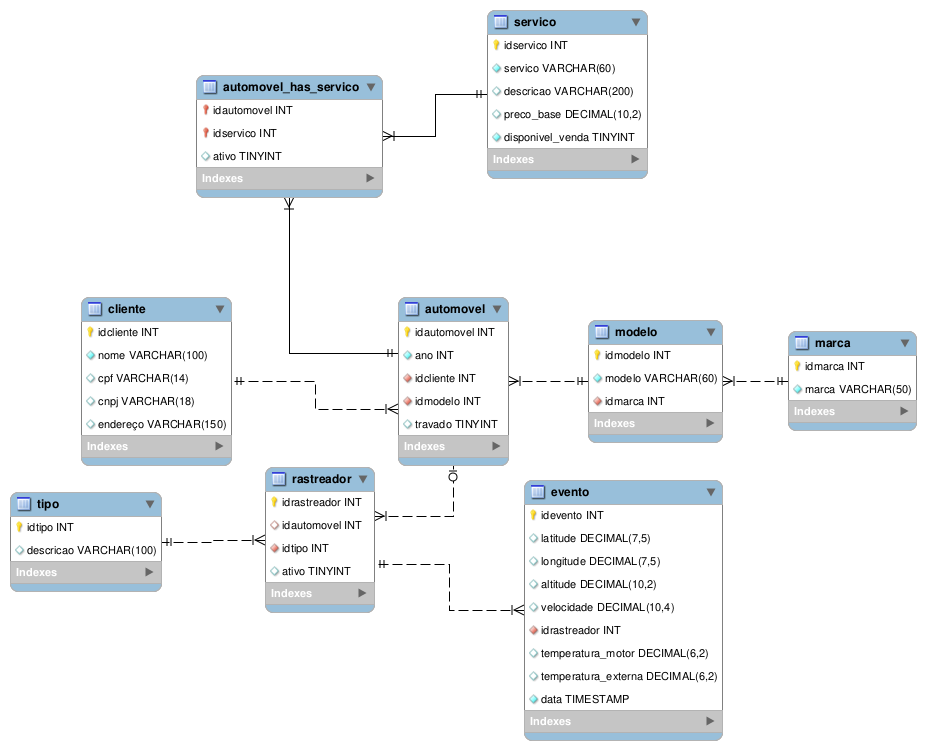 servico
idservico INT
servico VARCHAR(60)
descricao VARCHAR(200)
preco_base DECIMAL(10,2)
disponivel_venda TINYINT
Indexes
automovel_has_servico
idautomovel INT
idservico INT
ativo TINYINT
Indexes
cliente
idcliente INT
nome VARCHAR(100)
cpf VARCHAR(14)
cnpj VARCHAR(18)
endereço VARCHAR(150)
Indexes
automovel
idautomovel INT
ano INT
idcliente INT
idmodelo INT
travado TINYINT
Indexes
modelo
idmodelo INT
modelo VARCHAR(60)
idmarca INT
Indexes
marca
idmarca INT
marca VARCHAR(50)
Indexes
tipo
idtipo INT
descricao VARCHAR(100)
Indexes
rastreador
idrastreador INT
idautomovel INT
idtipo INT
ativo TINYINT
Indexes
evento
idevento INT
latitude DECIMAL(7,5)
longitude DECIMAL(7,5)
altitude DECIMAL(10,2)
velocidade DECIMAL(10,4)
idrastreador INT
temperatura_motor DECIMAL(6,2)
temperatura_externa DECIMAL(6,2)
data TIMESTAMP
Indexes